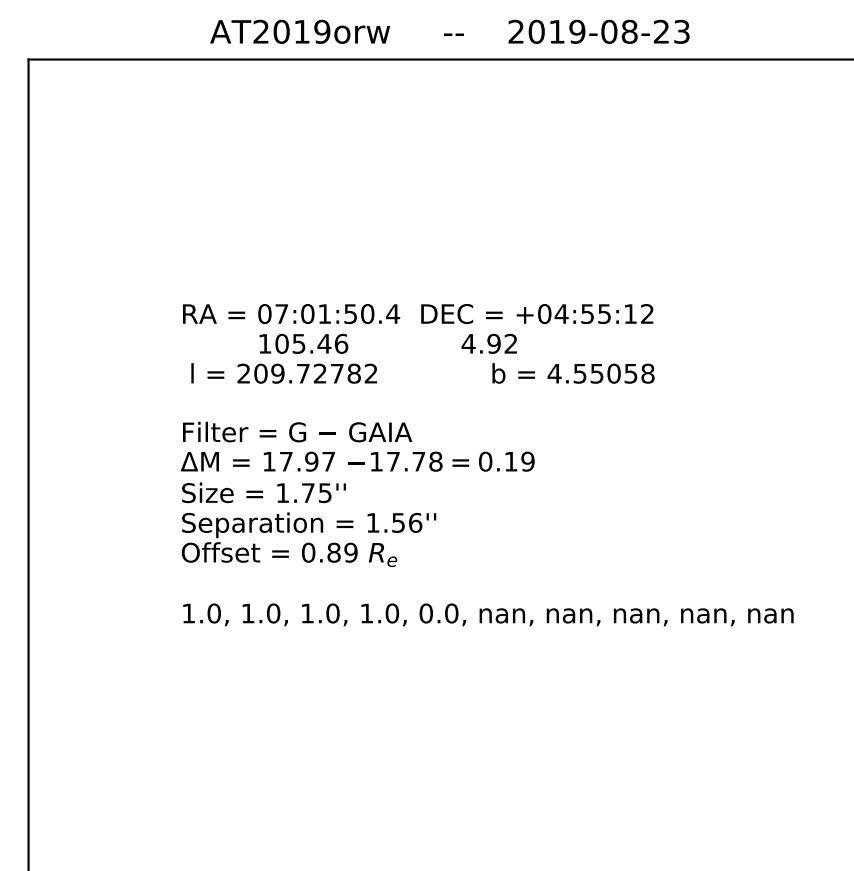 AT2019orw -- 2019-08-23
RA = 07:01:50.4 DEC = +04:55:12
105.46 4.92
l = 209.72782 b = 4.55058
Filter = G − GAIA
ΔM = 17.97 −17.78 = 0.19
Size = 1.75''
Separation = 1.56''
Offset = 0.89 Rₑ
1.0, 1.0, 1.0, 1.0, 0.0, nan, nan, nan, nan, nan